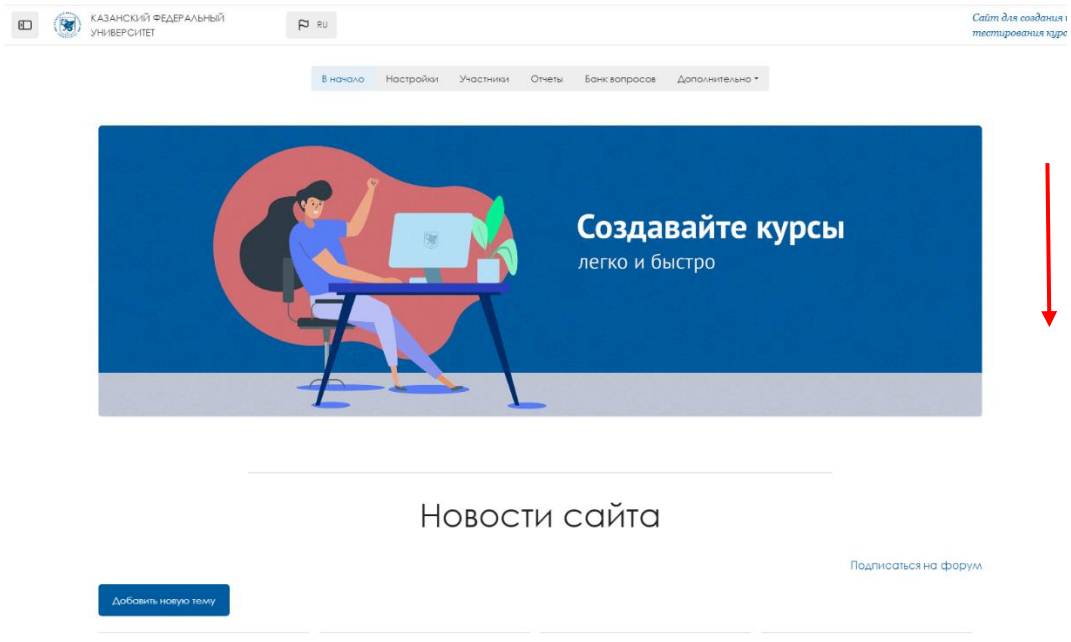 КАЗАНСКИЙ ФЕДЕРАЛЬНЫЙ
УНИВЕРСИТЕТ
RU
Сайт для создания и
тестирования
В начало Настройки Участники Отчеты Банк вопросов Дополнительно
Создавайте курсы
легко и быстро
Новости сайта
Подписаться на форум
Добавить новую тему